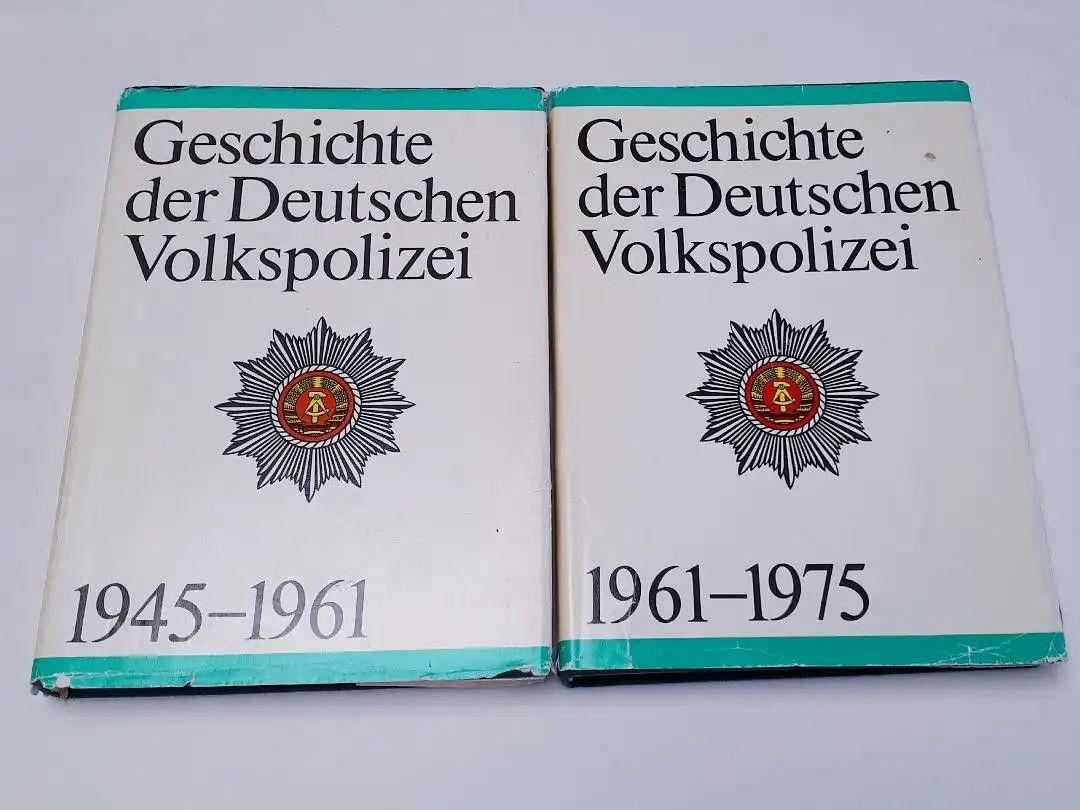 Geschichte
der Deutschen
Volkspolizei
1945–1961
Geschichte
der Deutschen
Volkspolizei
1961–1975